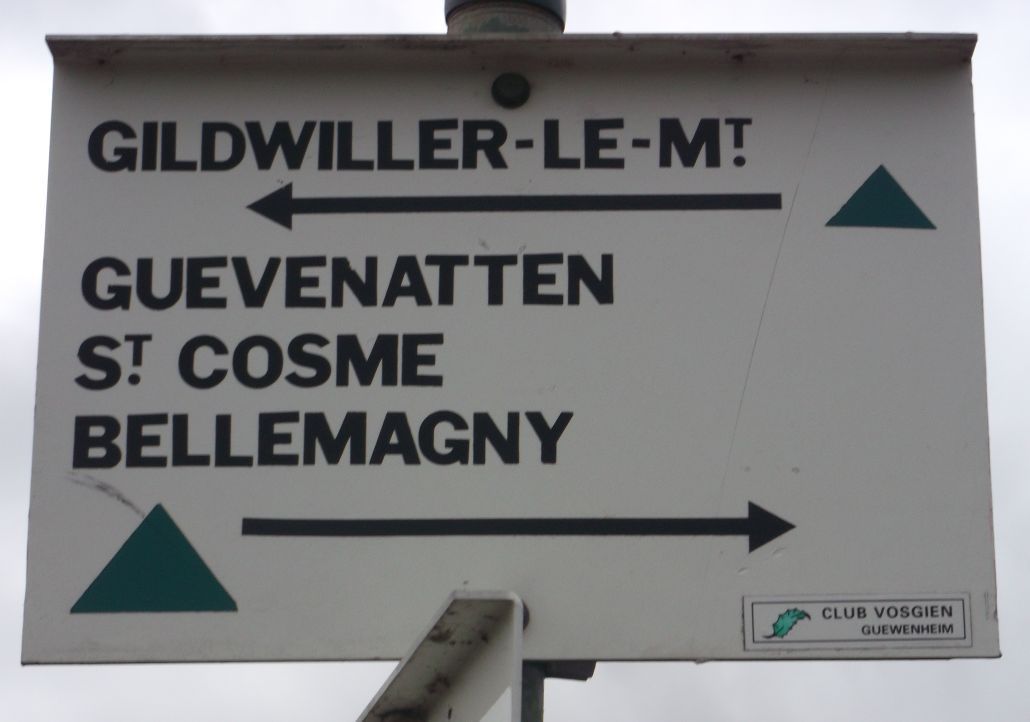 GILDWILLER-LE-MT.
GUEVENATTEN
ST. COSME
BELLEMAGNY
CLUB VOSGIEN
GUEWENHEIM